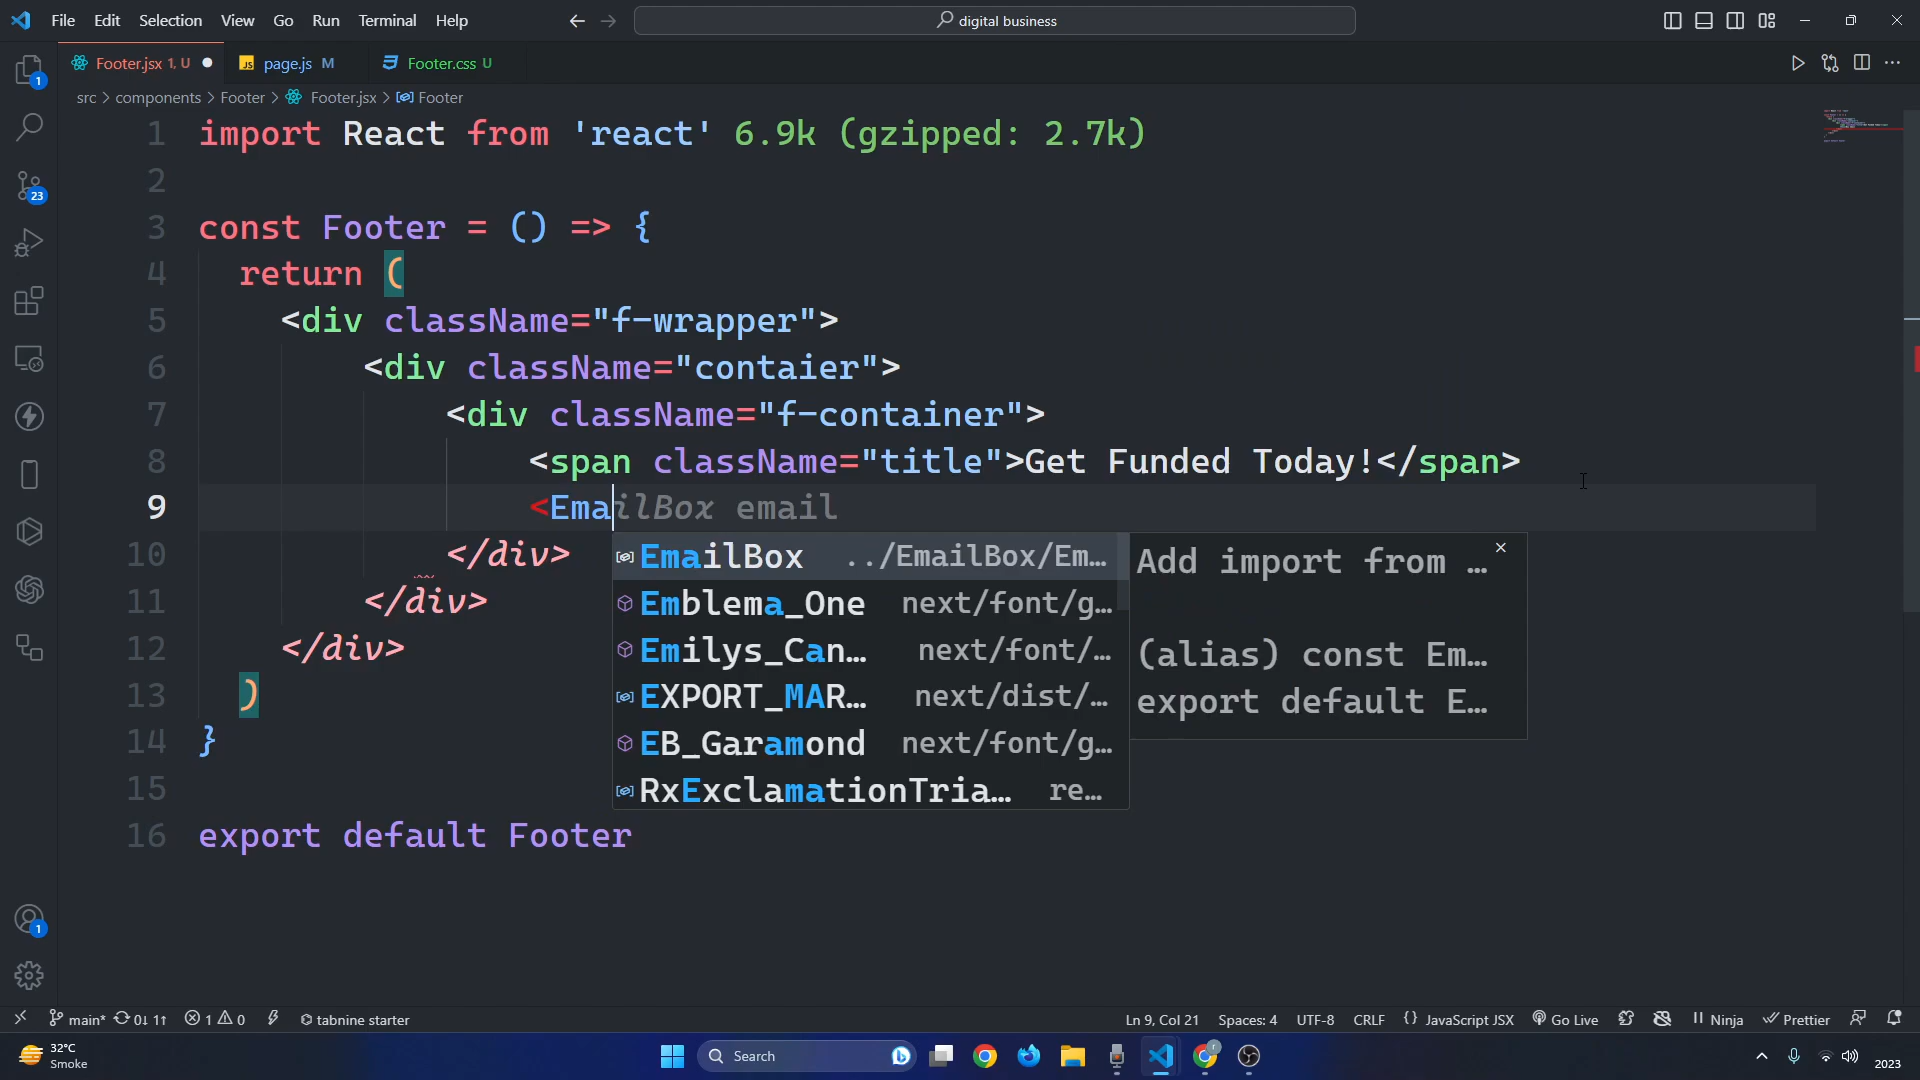 File Edit Selection View Go Run Terminal Help
digital business
Footer.jsx 1, U
page.js M
Footer.css U
src > components > Footer > Footer.jsx > Footer
1 import React from 'react' 6.9k (gzipped: 2.7k)
2
3 const Footer = () => {
4 return (
5 <div className="f-wrapper">
6 <div className="contaier">
7 <div className="f-container">
8 <span className="title">Get Funded Today!</span>
9 <EmailBox email
10 </div>
11 </div>
12 </div>
13 )
14 }
15
16 export default Footer
EmailBox ../EmailBox/Em…
Emblema_One next/font/g…
Emilys_Can… next/font/…
EXPORT_MAR… next/dist/…
EB_Garamond next/font/g…
RxExclamationTria… re…
Add import from …
(alias) const Em…
export default E…
1
23
1
main* 0↓ 1↑ 1 0 tabnine starter
Ln 9, Col 21 Spaces: 4 UTF-8 CRLF {} JavaScript JSX Go Live Ninja Prettier
32°C
Smoke
Search
2023